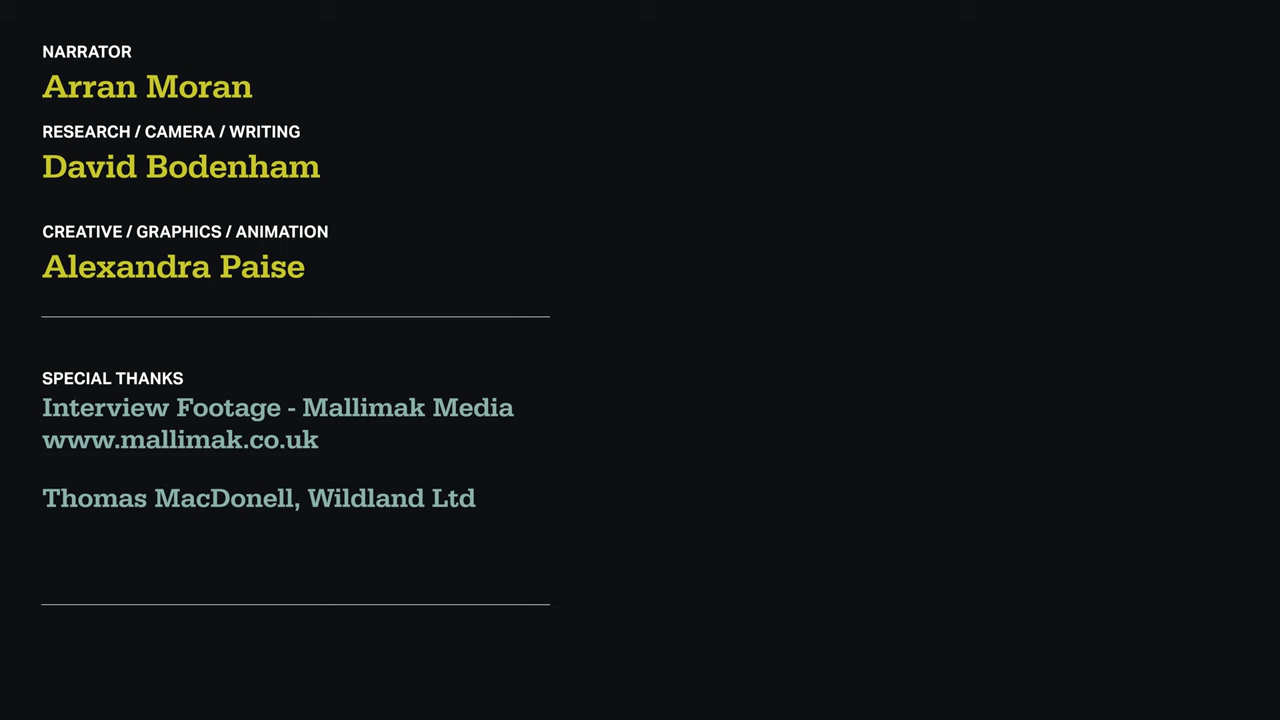 NARRATOR
Arran Moran
RESEARCH / CAMERA / WRITING
David Bodenham
CREATIVE / GRAPHICS / ANIMATION
Alexandra Paise
SPECIAL THANKS
Interview Footage - Mallimak Media
www.mallimak.co.uk
Thomas MacDonell, Wildland Ltd